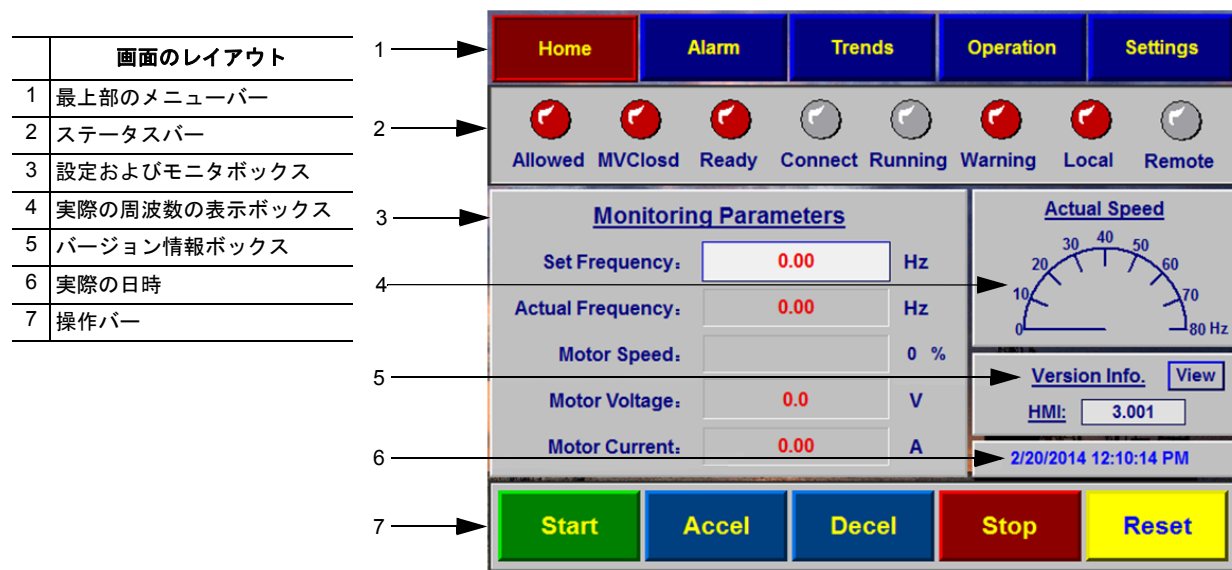 画面のレイアウト
1 最上部のメニューバー
2 ステータスバー
3 設定およびモニタボックス
4 実際の周波数の表示ボックス
5 バージョン情報ボックス
6 実際の日時
7 操作バー
1
2
3
4
5
6
7
Home Alarm Trends Operation Settings
Allowed MVClosd Ready Connect Running Warning Local Remote
Monitoring Parameters
Set Frequency: 0.00 Hz
Actual Frequency: 0.00 Hz
Motor Speed: 0 %
Motor Voltage: 0.0 V
Motor Current: 0.00 A
Actual Speed
0 10 20 30 40 50 60 70 80 Hz
Version Info. View
HMI: 3.001
2/20/2014 12:10:14 PM
Start Accel Decel Stop Reset